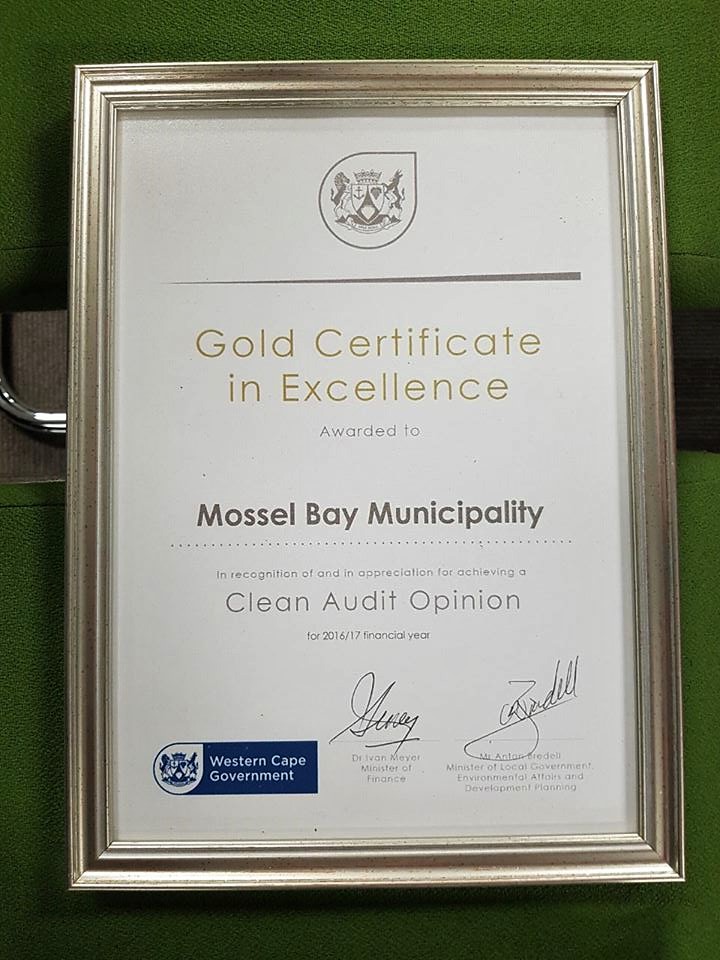 Gold Certificate
in Excellence
Awarded to
Mossel Bay Municipality
In recognition of and in appreciation for achieving a
Clean Audit Opinion
for 2016/17 financial year
Western Cape
Government
Dr Ivan Meyer
Minister of
Finance
Mr Anton Bredell
Minister of Local Government,
Environmental Affairs and
Development Planning